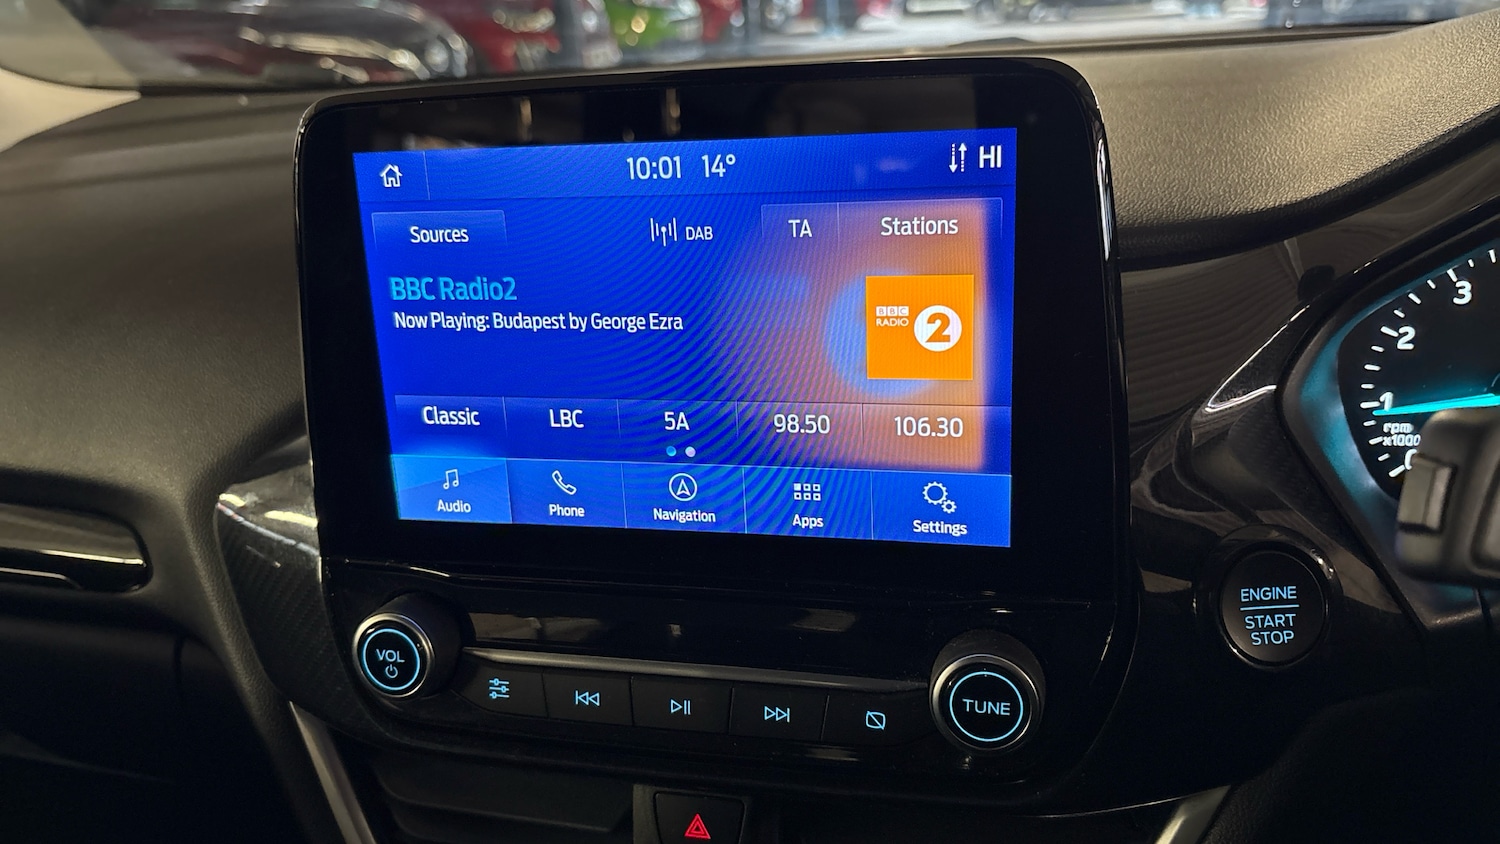 10:01 14° HI
Sources DAB TA Stations
BBC Radio2
Now Playing: Budapest by George Ezra
BBC
RADIO 2
Classic LBC 5A 98.50 106.30
Audio Phone Navigation Apps Settings
VOL
TUNE
ENGINE
START
STOP
3
2
1
rpm
x1000
0